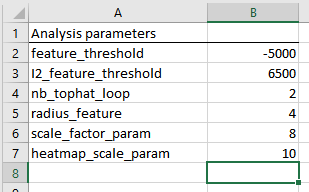 A B
1 Analysis parameters
2 feature_threshold -5000
3 I2_feature_threshold 6500
4 nb_tophat_loop 2
5 radius_feature 4
6 scale_factor_param 8
7 heatmap_scale_param 10
8